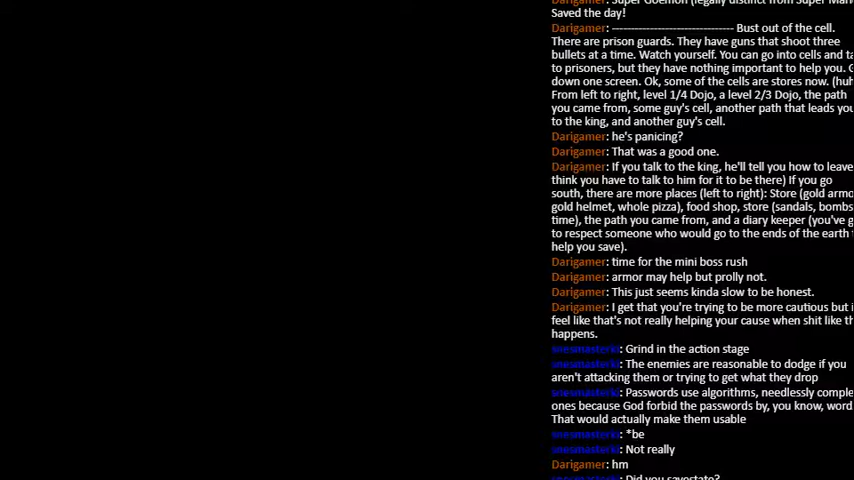 Darigamer: Super Goemon (legally distinct from Super
Saved the day!
Darigamer: -------------------------------- Bust out of the cell.
There are prison guards. They have guns that shoot three
bullets at a time. Watch yourself. You can go into cells and
to prisoners, but they have nothing important to help you.
down one screen. Ok, some of the cells are stores now. (huh
From left to right, level 1/4 Dojo, a level 2/3 Dojo, the path
you came from, some guy's cell, another path that leads you
to the king, and another guy's cell.
Darigamer: he's panicing?
Darigamer: That was a good one.
Darigamer: If you talk to the king, he'll tell you how to leave
think you have to talk to him for it to be there) If you go
south, there are more places (left to right): Store (gold
gold helmet, whole pizza), food shop, store (sandals, bombs
time), the path you came from, and a diary keeper (you've
to respect someone who would go to the ends of the earth
help you save).
Darigamer: time for the mini boss rush
Darigamer: armor may help but prolly not.
Darigamer: This just seems kinda slow to be honest.
Darigamer: I get that you're trying to be more cautious but i
feel like that's not really helping your cause when shit like
happens.
: Grind in the action stage
: The enemies are reasonable to dodge if you
aren't attacking them or trying to get what they drop
: Passwords use algorithms, needlessly
ones because God forbid the passwords by, you know, word
That would actually make them usable
: *be
: Not really
Darigamer: hm
: Did you savestate?